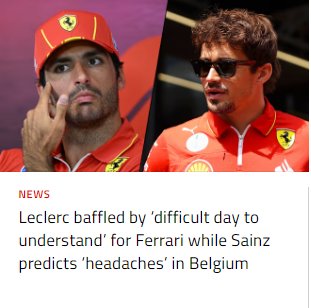 NEWS
Leclerc baffled by ‘difficult day to
understand’ for Ferrari while Sainz
predicts ‘headaches’ in Belgium